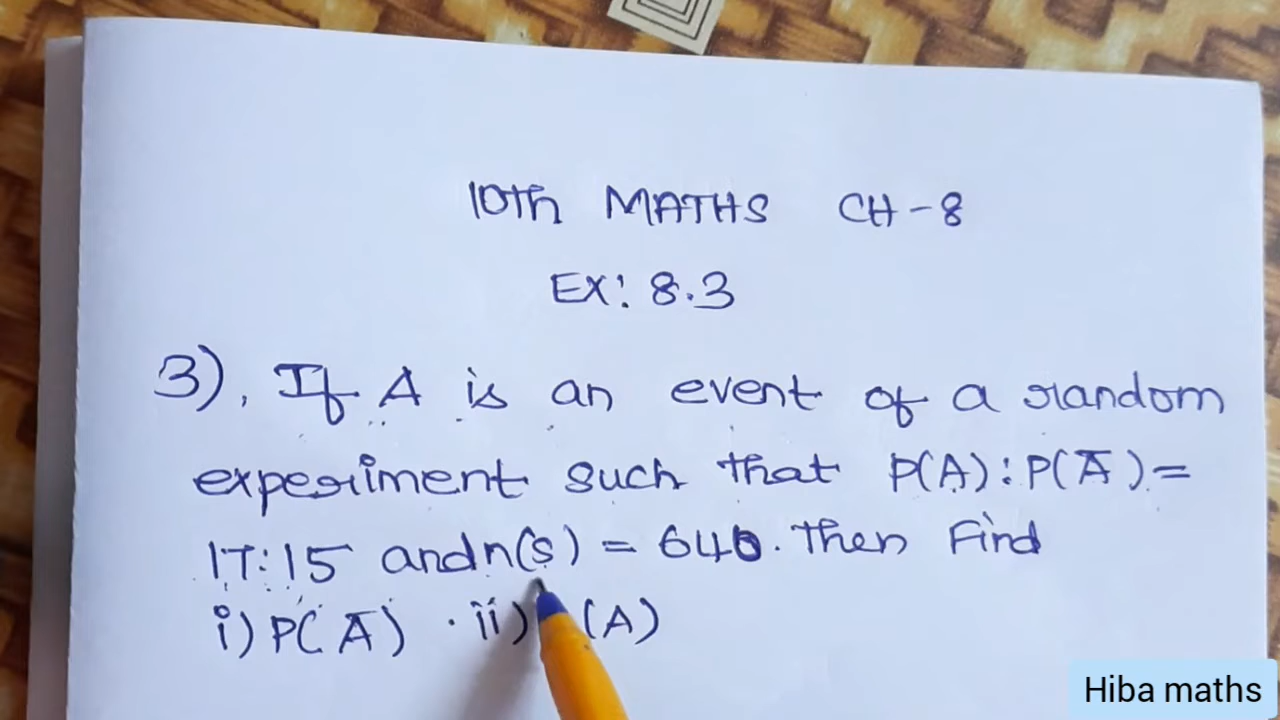 10th MATHS CH-8
EX: 8.3
3). If A is an event of a random
experiment such that P(A):P(Ā)=
17:15 and n(s) = 640. Then Find
i) P(Ā) . ii) (A)
Hiba maths